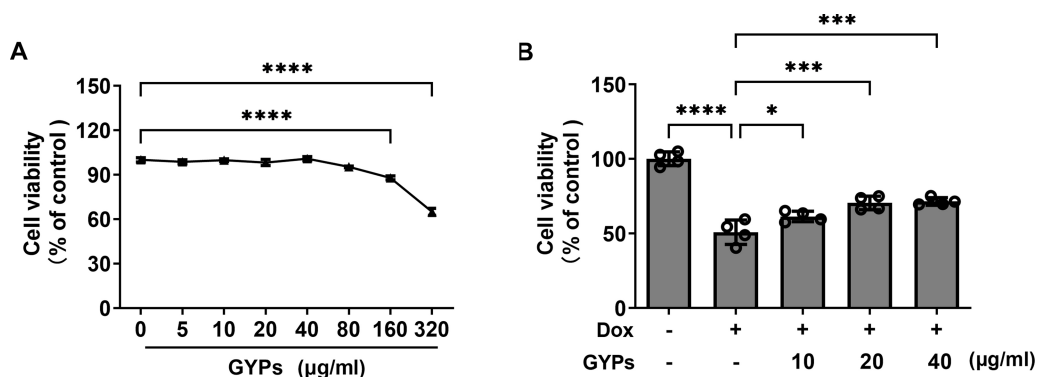 A
Cell viability
(% of control )
150
120
90
60
30
0
****
****
0 5 10 20 40 80 160 320
GYPs (μg/ml)
B
Cell viability
(% of control )
150
100
50
0
***
***
**** *
Dox - + + + +
GYPs - - 10 20 40 (μg/ml)